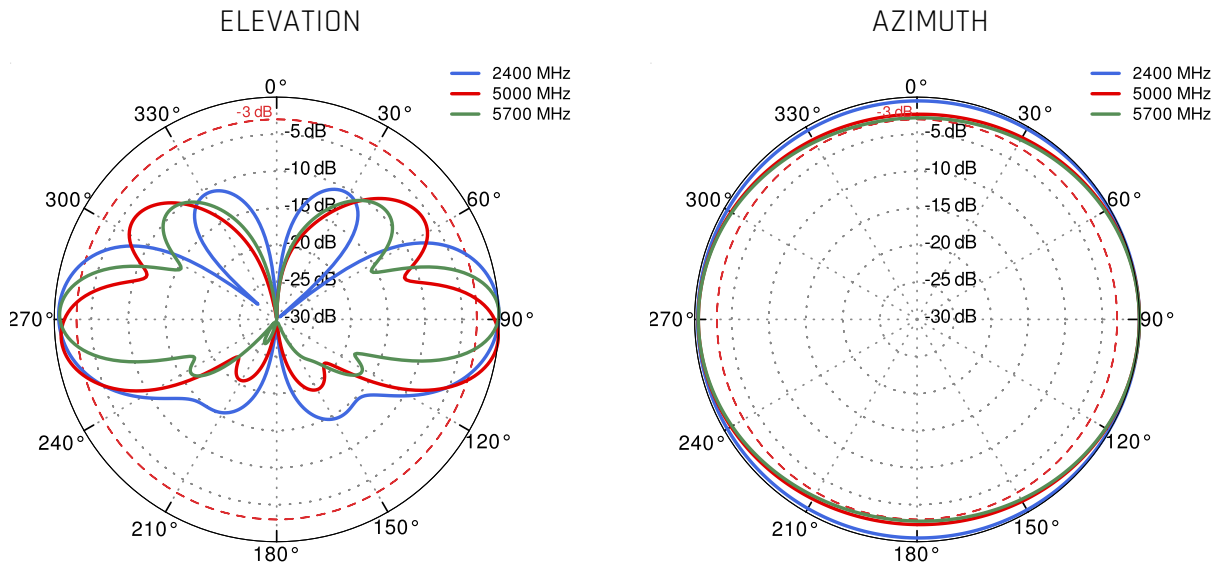 ELEVATION
2400 MHz
5000 MHz
5700 MHz
0°
330°
-3 dB
30°
-5 dB
-10 dB
300°
-15 dB
60°
-20 dB
-25 dB
270°
-30 dB
90°
240°
120°
210°
150°
180°
AZIMUTH
2400 MHz
5000 MHz
5700 MHz
0°
330°
-3 dB
30°
-5 dB
-10 dB
300°
-15 dB
60°
-20 dB
-25 dB
270°
-30 dB
90°
240°
120°
210°
150°
180°